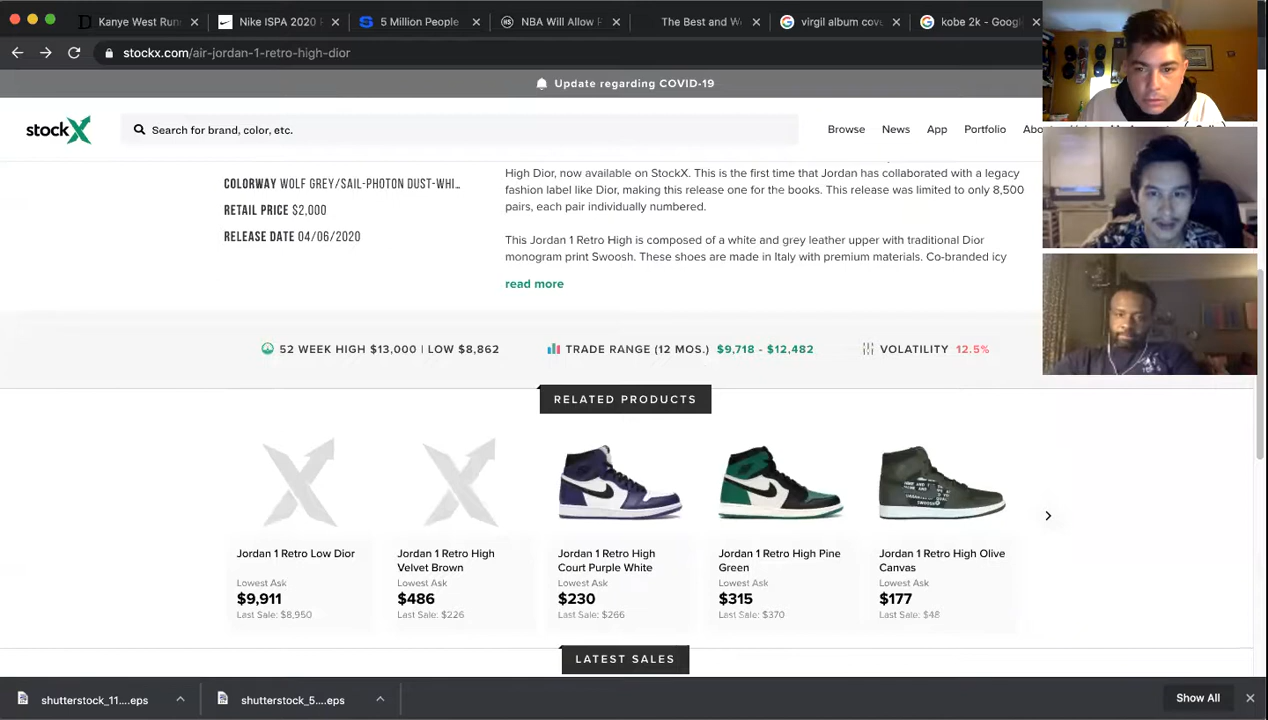 Kanye West Run
Nike ISPA 2020
5 Million People
NBA Will Allow
The Best and W
virgil album cov
kobe 2k - Goog
stockx.com/air-jordan-1-retro-high-dior
Update regarding COVID-19
stockX
Search for brand, color, etc.
Browse News App Portfolio
COLORWAY WOLF GREY/SAIL-PHOTON DUST-WHI...
RETAIL PRICE $2,000
RELEASE DATE 04/06/2020
High Dior, now available on StockX. This is the first time that Jordan has collaborated with a legacy
fashion label like Dior, making this release one for the books. This release was limited to only 8,500
pairs, each pair individually numbered.
This Jordan 1 Retro High is composed of a white and grey leather upper with traditional Dior
monogram print Swoosh. These shoes are made in Italy with premium materials. Co-branded icy
read more
52 WEEK HIGH $13,000 | LOW $8,862
TRADE RANGE (12 MOS.) $9,718 - $12,482
VOLATILITY 12.5%
RELATED PRODUCTS
Jordan 1 Retro Low Dior
Lowest Ask
$9,911
Last Sale: $8,950
Jordan 1 Retro High
Velvet Brown
Lowest Ask
$486
Last Sale: $226
Jordan 1 Retro High
Court Purple White
Lowest Ask
$230
Last Sale: $266
Jordan 1 Retro High Pine
Green
Lowest Ask
$315
Last Sale: $370
Jordan 1 Retro High Olive
Canvas
Lowest Ask
$177
Last Sale: $48
LATEST SALES
shutterstock_11....eps
shutterstock_5....eps
Show All